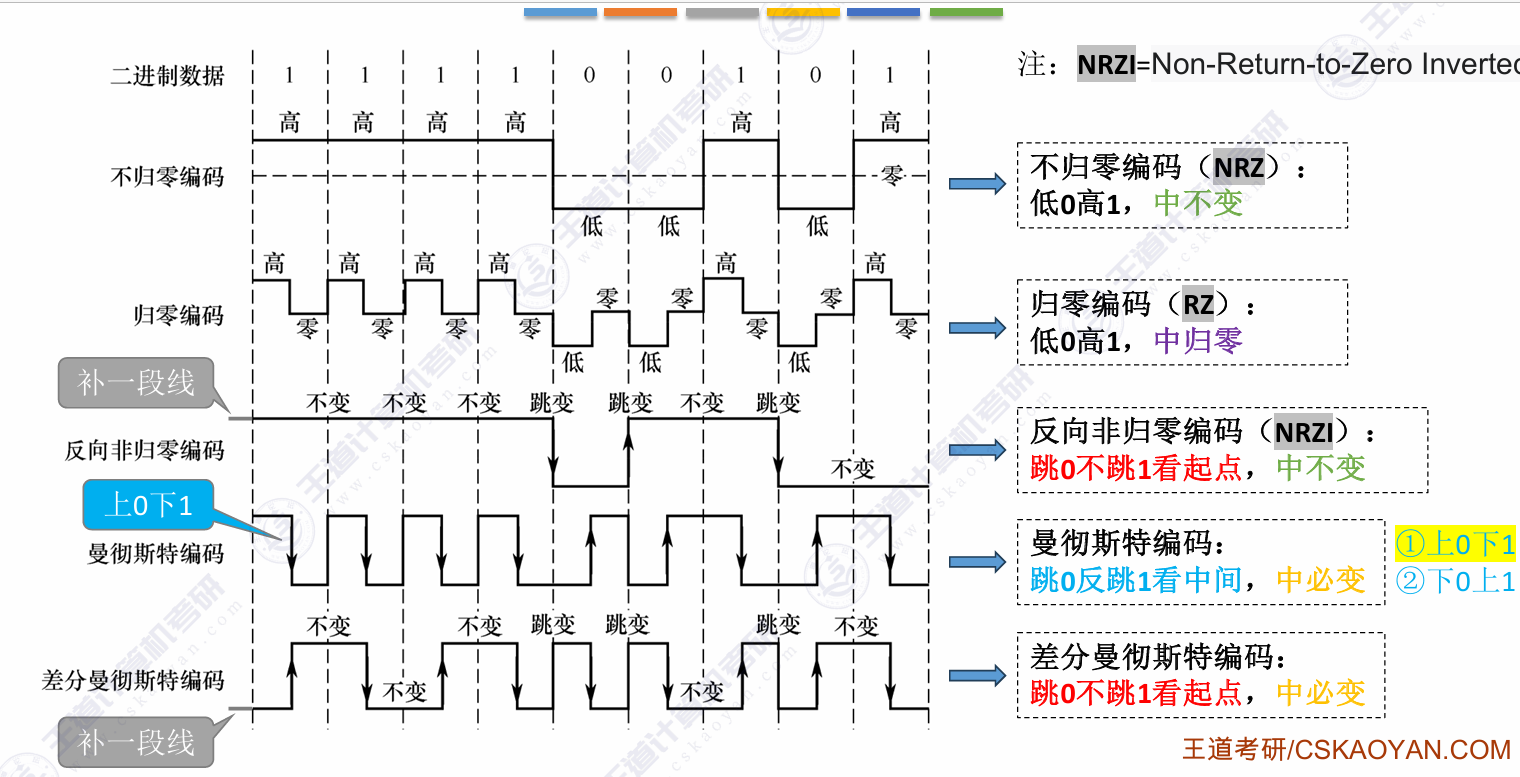 二进制数据 1 1 1 1 0 0 1 0 1
注：NRZI=Non-Return-to-Zero Inverted
高 高 高 高 高 高
不归零编码 零
低 低 低
不归零编码（NRZ）：
低0高1，中不变
高 高 高 高 零 零 高 零 高
归零编码 零 零 零 零 零 零
低 低 低
归零编码（RZ）：
低0高1，中归零
补一段线
不变 不变 不变 跳变 跳变 不变 跳变
反向非归零编码 不变
反向非归零编码（NRZI）：
跳0不跳1看起点，中不变
上0下1
曼彻斯特编码
曼彻斯特编码：
跳0反跳1看中间，中必变
①上0下1
②下0上1
不变 不变 跳变 跳变 跳变 不变
差分曼彻斯特编码 不变 不变
差分曼彻斯特编码：
跳0不跳1看起点，中必变
补一段线
王道考研/CSKAOYAN.COM
王道计算机考研
www.cskaoyan.com